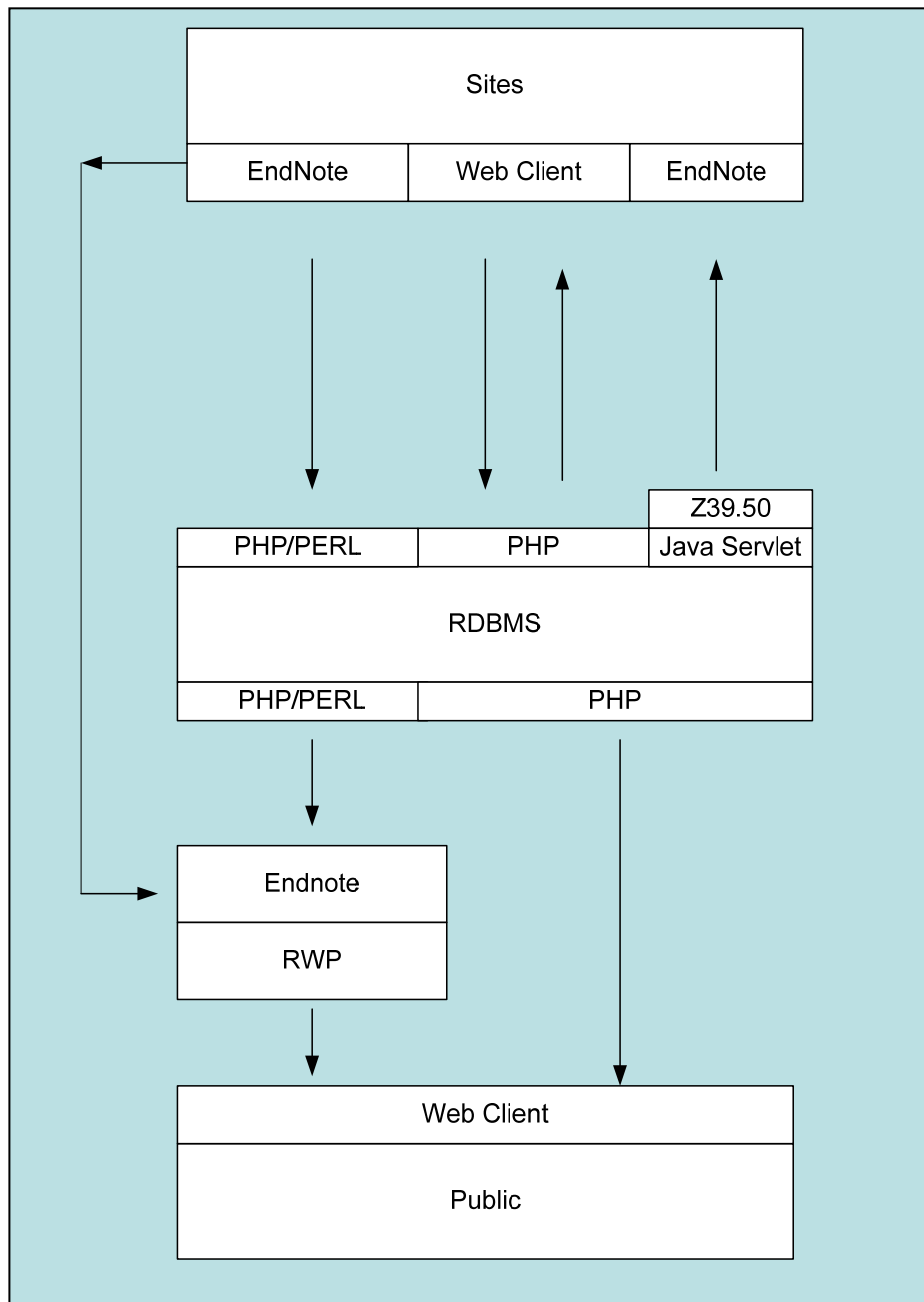 Sites
EndNote Web Client EndNote
Z39.50
PHP/PERL PHP Java Servlet
RDBMS
PHP/PERL PHP
Endnote
RWP
Web Client
Public